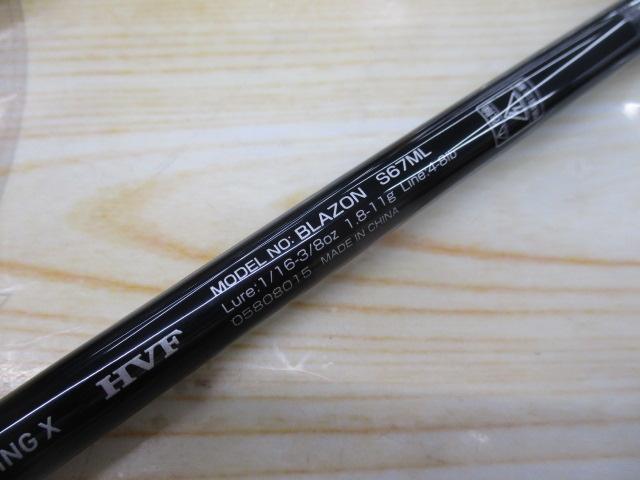 MODEL NO: BLAZON S67ML
Lure:1/16-3/8oz 1.8-11g Line:4-8lb
05808015 MADE IN CHINA
HVF
ING X